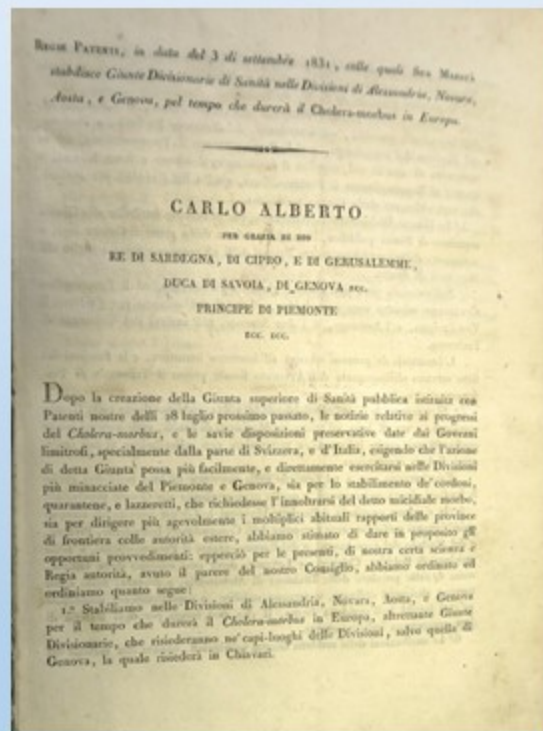 REGIE PATENTI, in data del 3 di settembre 1831, colle quali SUA MAESTÀ
stabilisce Giunte Divisionarie di Sanità nelle Divisioni di Alessandria, Novara,
Aosta, e Genova, pel tempo che durerà il Cholera-morbus in Europa.
CARLO ALBERTO
PER GRAZIA DI DIO
RE DI SARDEGNA, DI CIPRO, E DI GERUSALEMME,
DUCA DI SAVOIA, DI GENOVA ECC.
PRINCIPE DI PIEMONTE
ECC. ECC.
Dopo la creazione della Giunta superiore di Sanità pubblica istituita con
Patenti nostre delli 28 luglio prossimo passato, le notizie relative ai progressi
del Cholera-morbus, e le savie disposizioni preservative date dai Governi
limitrofi, specialmente dalla parte di Svizzera, e d'Italia, esigendo che l'azione
di detta Giunta possa più facilmente, e direttamente esercitarsi nelle Divisioni
più minacciate del Piemonte e Genova, sia per lo stabilimento de' cordoni,
quarantene, e lazzeretti, che richiedesse l'innoltrarsi del detto micidiale morbo,
sia per dirigere più agevolmente i moltiplici abituali rapporti delle province
di frontiera colle autorità estere, abbiamo stimato di dare in proposito gli
opportuni provvedimenti: epperciò per le presenti, di nostra certa scienza e
Regia autorità, avuto il parere del nostro Consiglio, abbiamo ordinato ed
ordiniamo quanto segue:
1.° Stabiliamo nelle Divisioni di Alessandria, Novara, Aosta, e Genova
per il tempo che durerà il Cholera-morbus in Europa, altrettante Giunte
Divisionarie, che risiederanno ne' capi-luoghi delle Divisioni, salvo quella di
Genova, la quale risiederà in Chiavari.